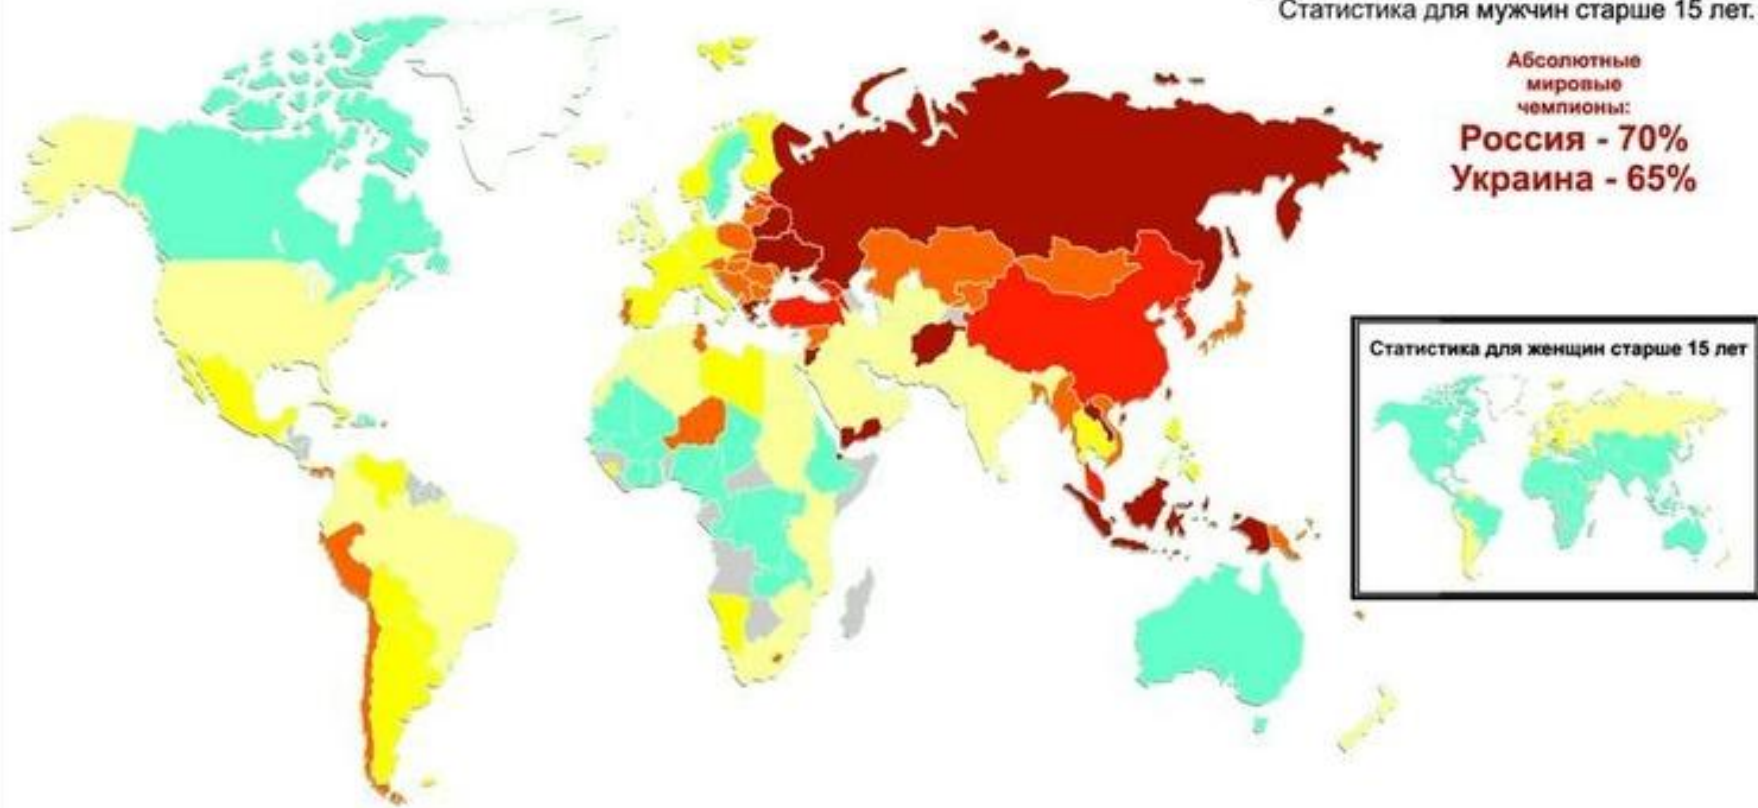 Статистика для мужчин старше 15 лет.
Абсолютные
мировые
чемпионы:
Россия - 70%
Украина - 65%
Статистика для женщин старше 15 лет